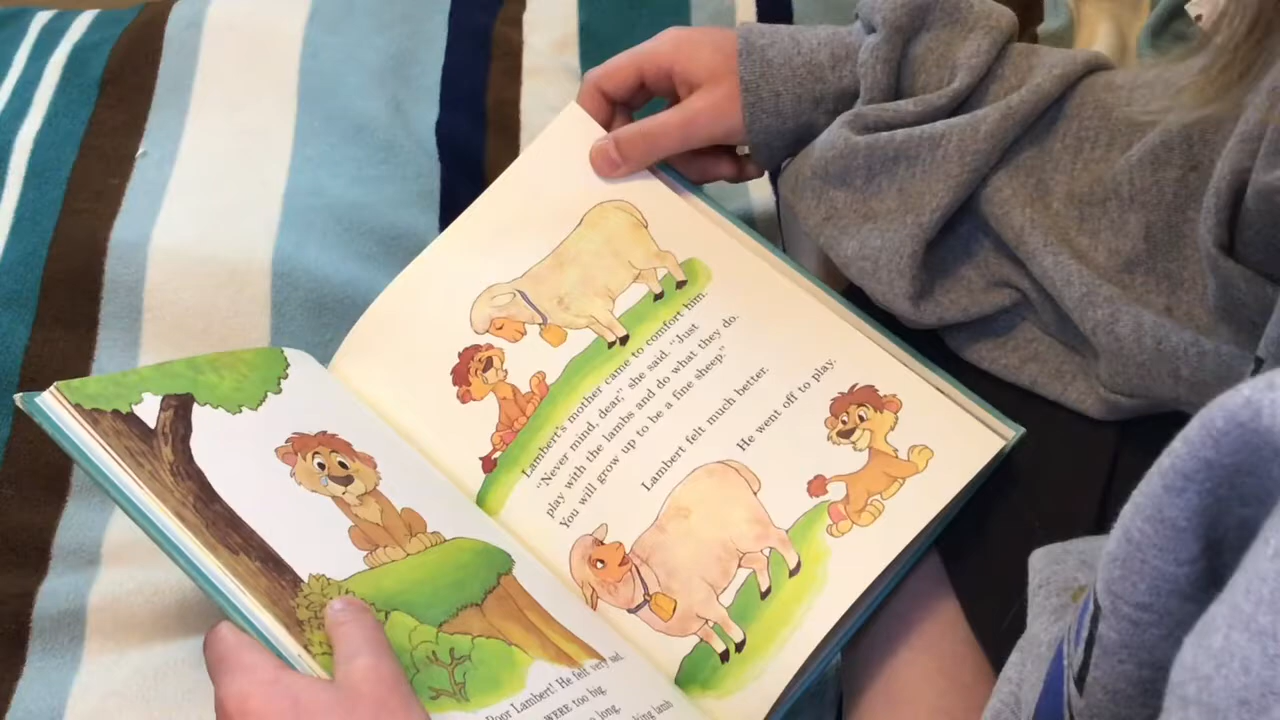 Poor Lambert! He felt very sad.
WERE too big.
long.
lamb
Lambert's mother came to comfort him.
"Never mind, dear," she said. "Just
play with the lambs and do what they do.
You will grow up to be a fine sheep."
Lambert felt much better.
He went off to play.